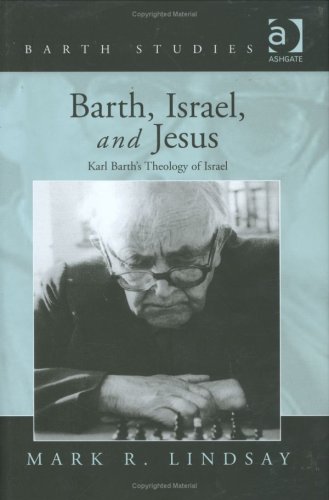 BARTH STUDIES
a
ASHGATE
Barth, Israel,
and Jesus
Karl Barth's Theology of Israel
MARK R. LINDSAY